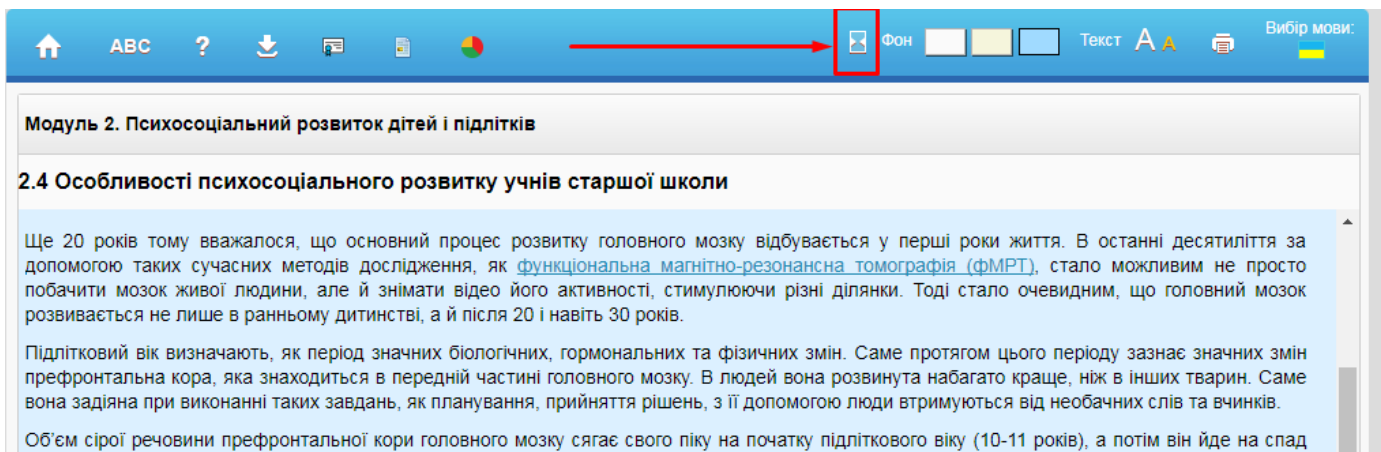 ABC ? Фон Текст А А Вибір мови:
Модуль 2. Психосоціальний розвиток дітей і підлітків
2.4 Особливості психосоціального розвитку учнів старшої школи
Ще 20 років тому вважалося, що основний процес розвитку головного мозку відбувається у перші роки життя. В останні десятиліття за
допомогою таких сучасних методів дослідження, як функціональна магнітно-резонансна томографія (фМРТ), стало можливим не просто
побачити мозок живої людини, але й знімати відео його активності, стимулюючи різні ділянки. Тоді стало очевидним, що головний мозок
розвивається не лише в ранньому дитинстві, а й після 20 і навіть 30 років.
Підлітковий вік визначають, як період значних біологічних, гормональних та фізичних змін. Саме протягом цього періоду зазнає значних змін
префронтальна кора, яка знаходиться в передній частині головного мозку. В людей вона розвинута набагато краще, ніж в інших тварин. Саме
вона задіяна при виконанні таких завдань, як планування, прийняття рішень, з її допомогою люди втримуються від необачних слів та вчинків.
Об’єм сірої речовини префронтальної кори головного мозку сягає свого піку на початку підліткового віку (10-11 років), а потім він йде на спад